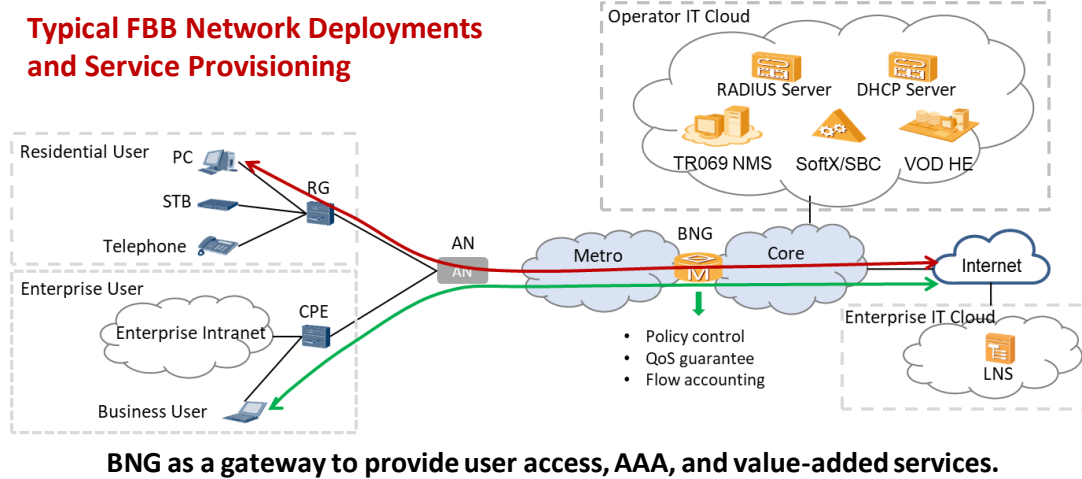 Typical FBB Network Deployments
and Service Provisioning
Operator IT Cloud
RADIUS Server
DHCP Server
TR069 NMS
SoftX/SBC
VOD HE
Residential User
PC
RG
STB
Telephone
AN
AN
Metro
BNG
Core
Internet
Enterprise User
CPE
Enterprise Intranet
Business User
• Policy control
• QoS guarantee
• Flow accounting
Enterprise IT Cloud
LNS
BNG as a gateway to provide user access, AAA, and value-added services.